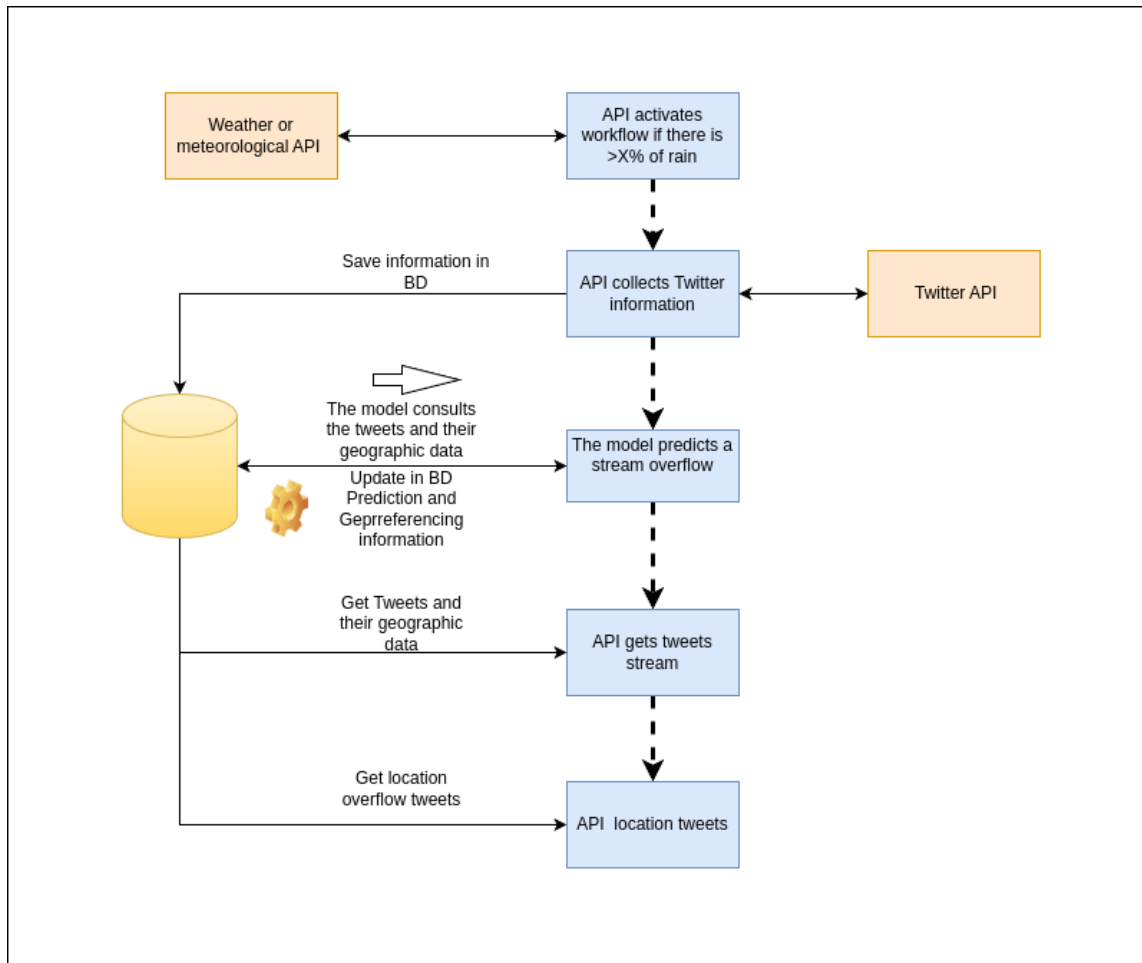 Weather or
meteorological API
API activates
workflow if there is
>X% of rain
Save information in
BD
API collects Twitter
information
Twitter API
The model consults
the tweets and their
geographic data
Update in BD
Prediction and
Geprreferencing
information
The model predicts a
stream overflow
Get Tweets and
their geographic
data
API gets tweets
stream
Get location
overflow tweets
API  location tweets